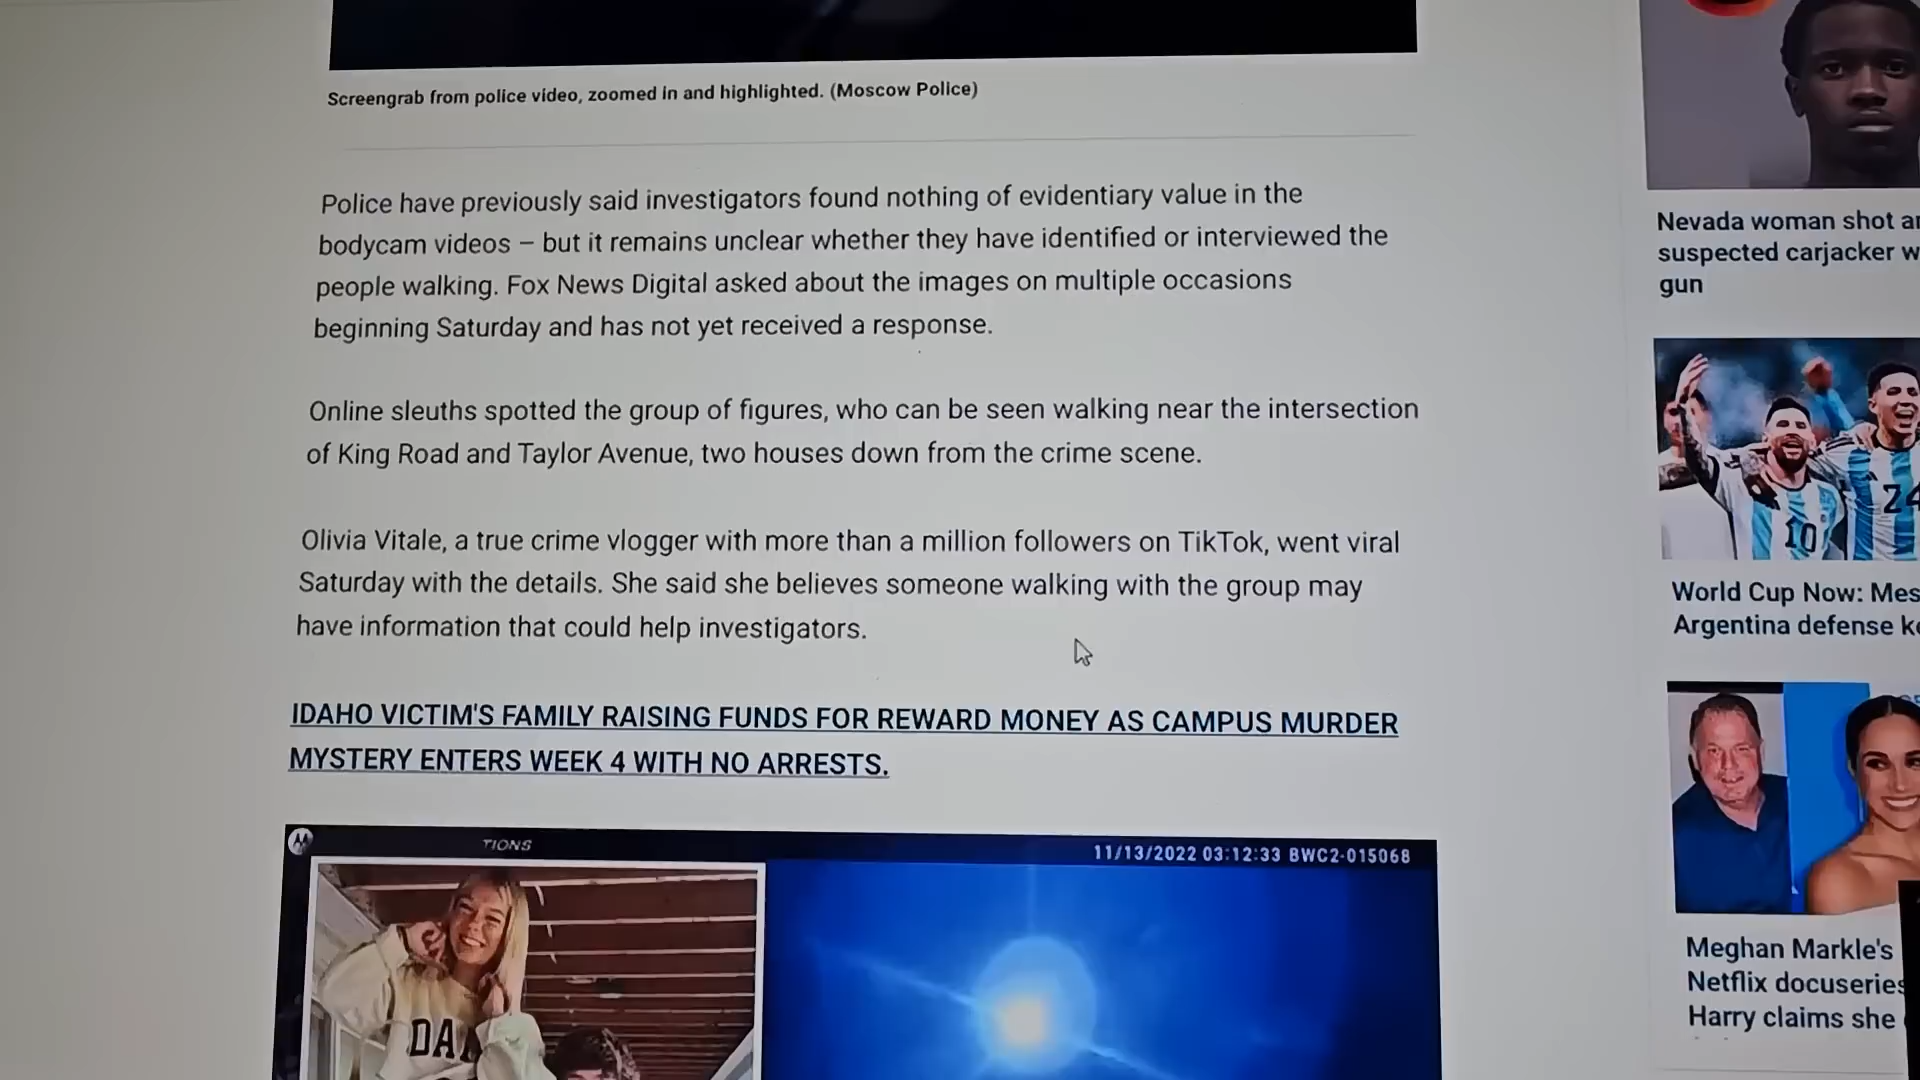 Screengrab from police video, zoomed in and highlighted. (Moscow Police)
Police have previously said investigators found nothing of evidentiary value in the
bodycam videos – but it remains unclear whether they have identified or interviewed the
people walking. Fox News Digital asked about the images on multiple occasions
beginning Saturday and has not yet received a response.
Online sleuths spotted the group of figures, who can be seen walking near the intersection
of King Road and Taylor Avenue, two houses down from the crime scene.
Olivia Vitale, a true crime vlogger with more than a million followers on TikTok, went viral
Saturday with the details. She said she believes someone walking with the group may
have information that could help investigators.
IDAHO VICTIM'S FAMILY RAISING FUNDS FOR REWARD MONEY AS CAMPUS MURDER
MYSTERY ENTERS WEEK 4 WITH NO ARRESTS.
TIONS
11/13/2022 03:12:33 BWC2-015068
DA
Nevada woman shot
suspected carjacker
gun
10
24
World Cup Now:
Argentina defense
Meghan Markle's
Netflix docuseries
Harry claims she